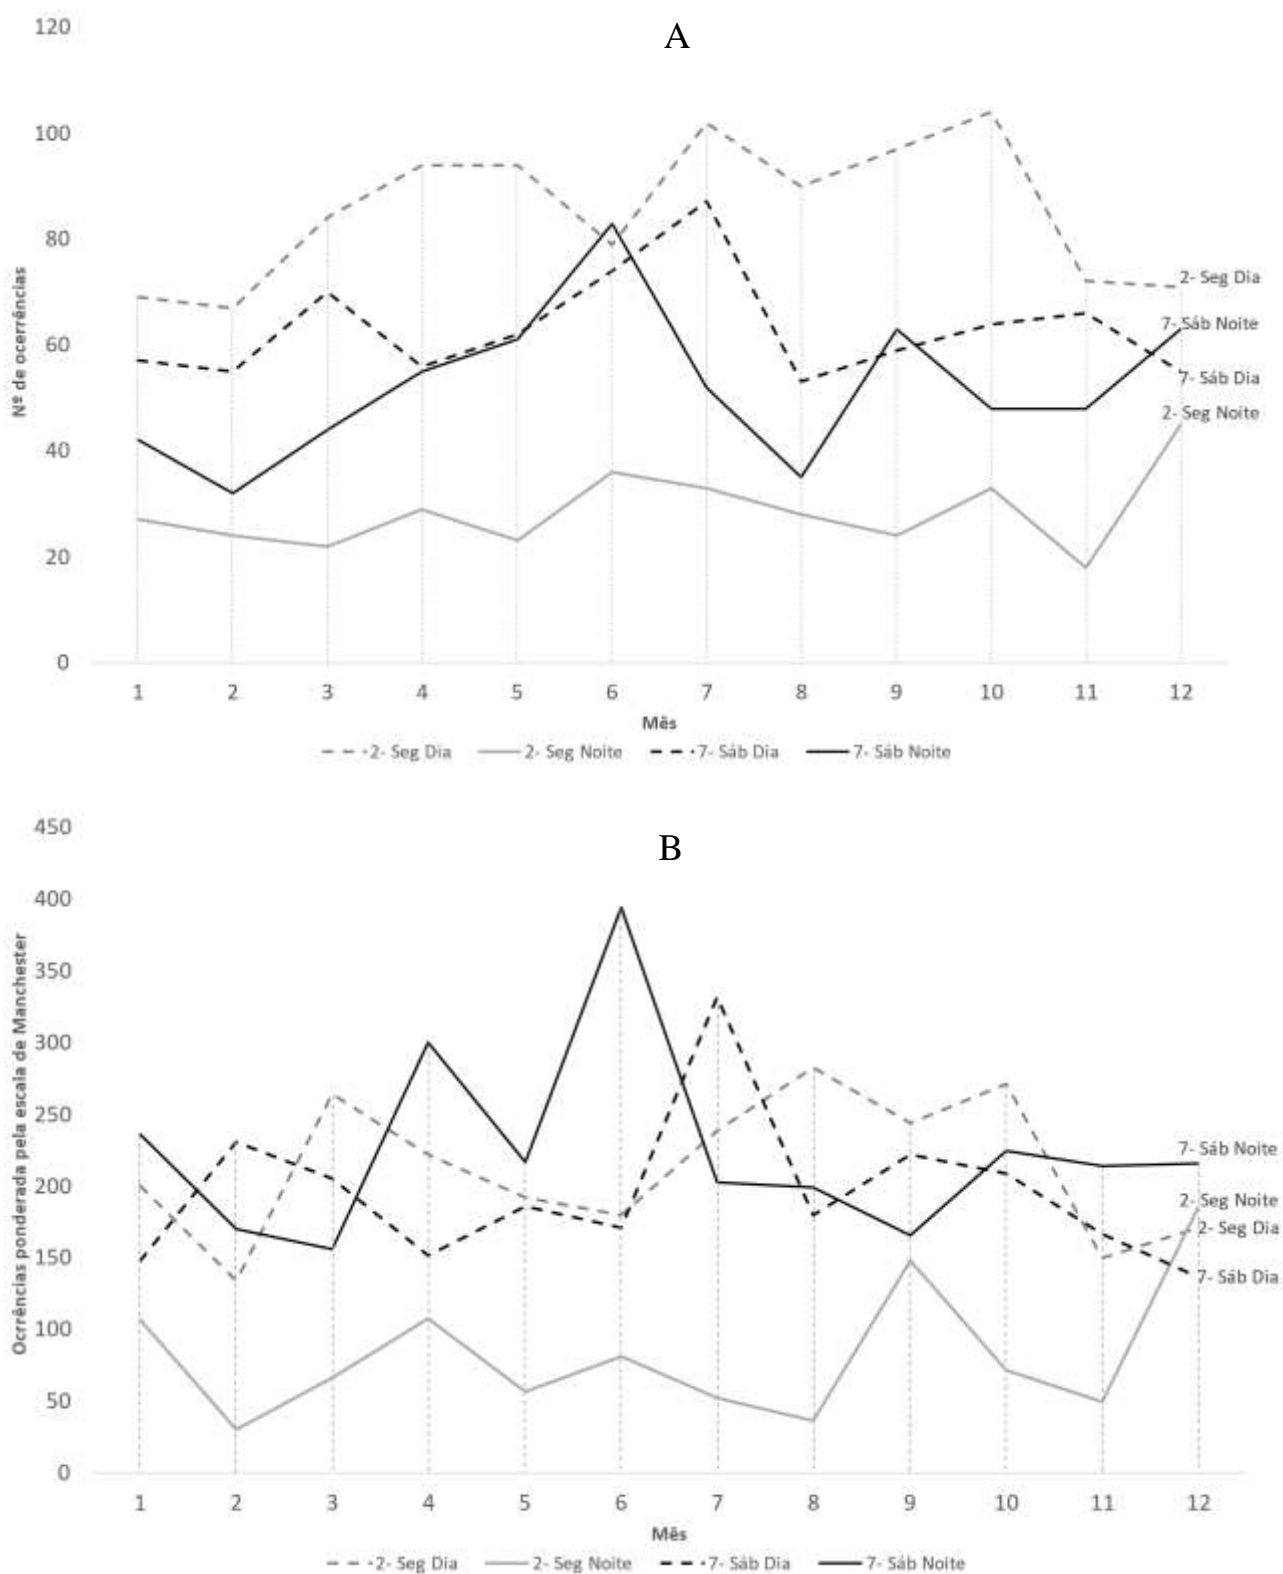 A
120
100
80
60
40
20
0
Nº de ocerrências
2- Seg Dia
7- Sáb Noite
7- Sáb Dia
2- Seg Noite
1 2 3 4 5 6 7 8 9 10 11 12
Mês
2- Seg Dia 2- Seg Noite 7- Sáb Dia 7- Sáb Noite
B
450
400
350
300
250
200
150
100
50
0
Ocrrências ponderada pela escala de Manchester
7- Sáb Noite
2- Seg Noite
2- Seg Dia
7- Sáb Dia
1 2 3 4 5 6 7 8 9 10 11 12
Mês
2- Seg Dia 2- Seg Noite 7- Sáb Dia 7- Sáb Noite